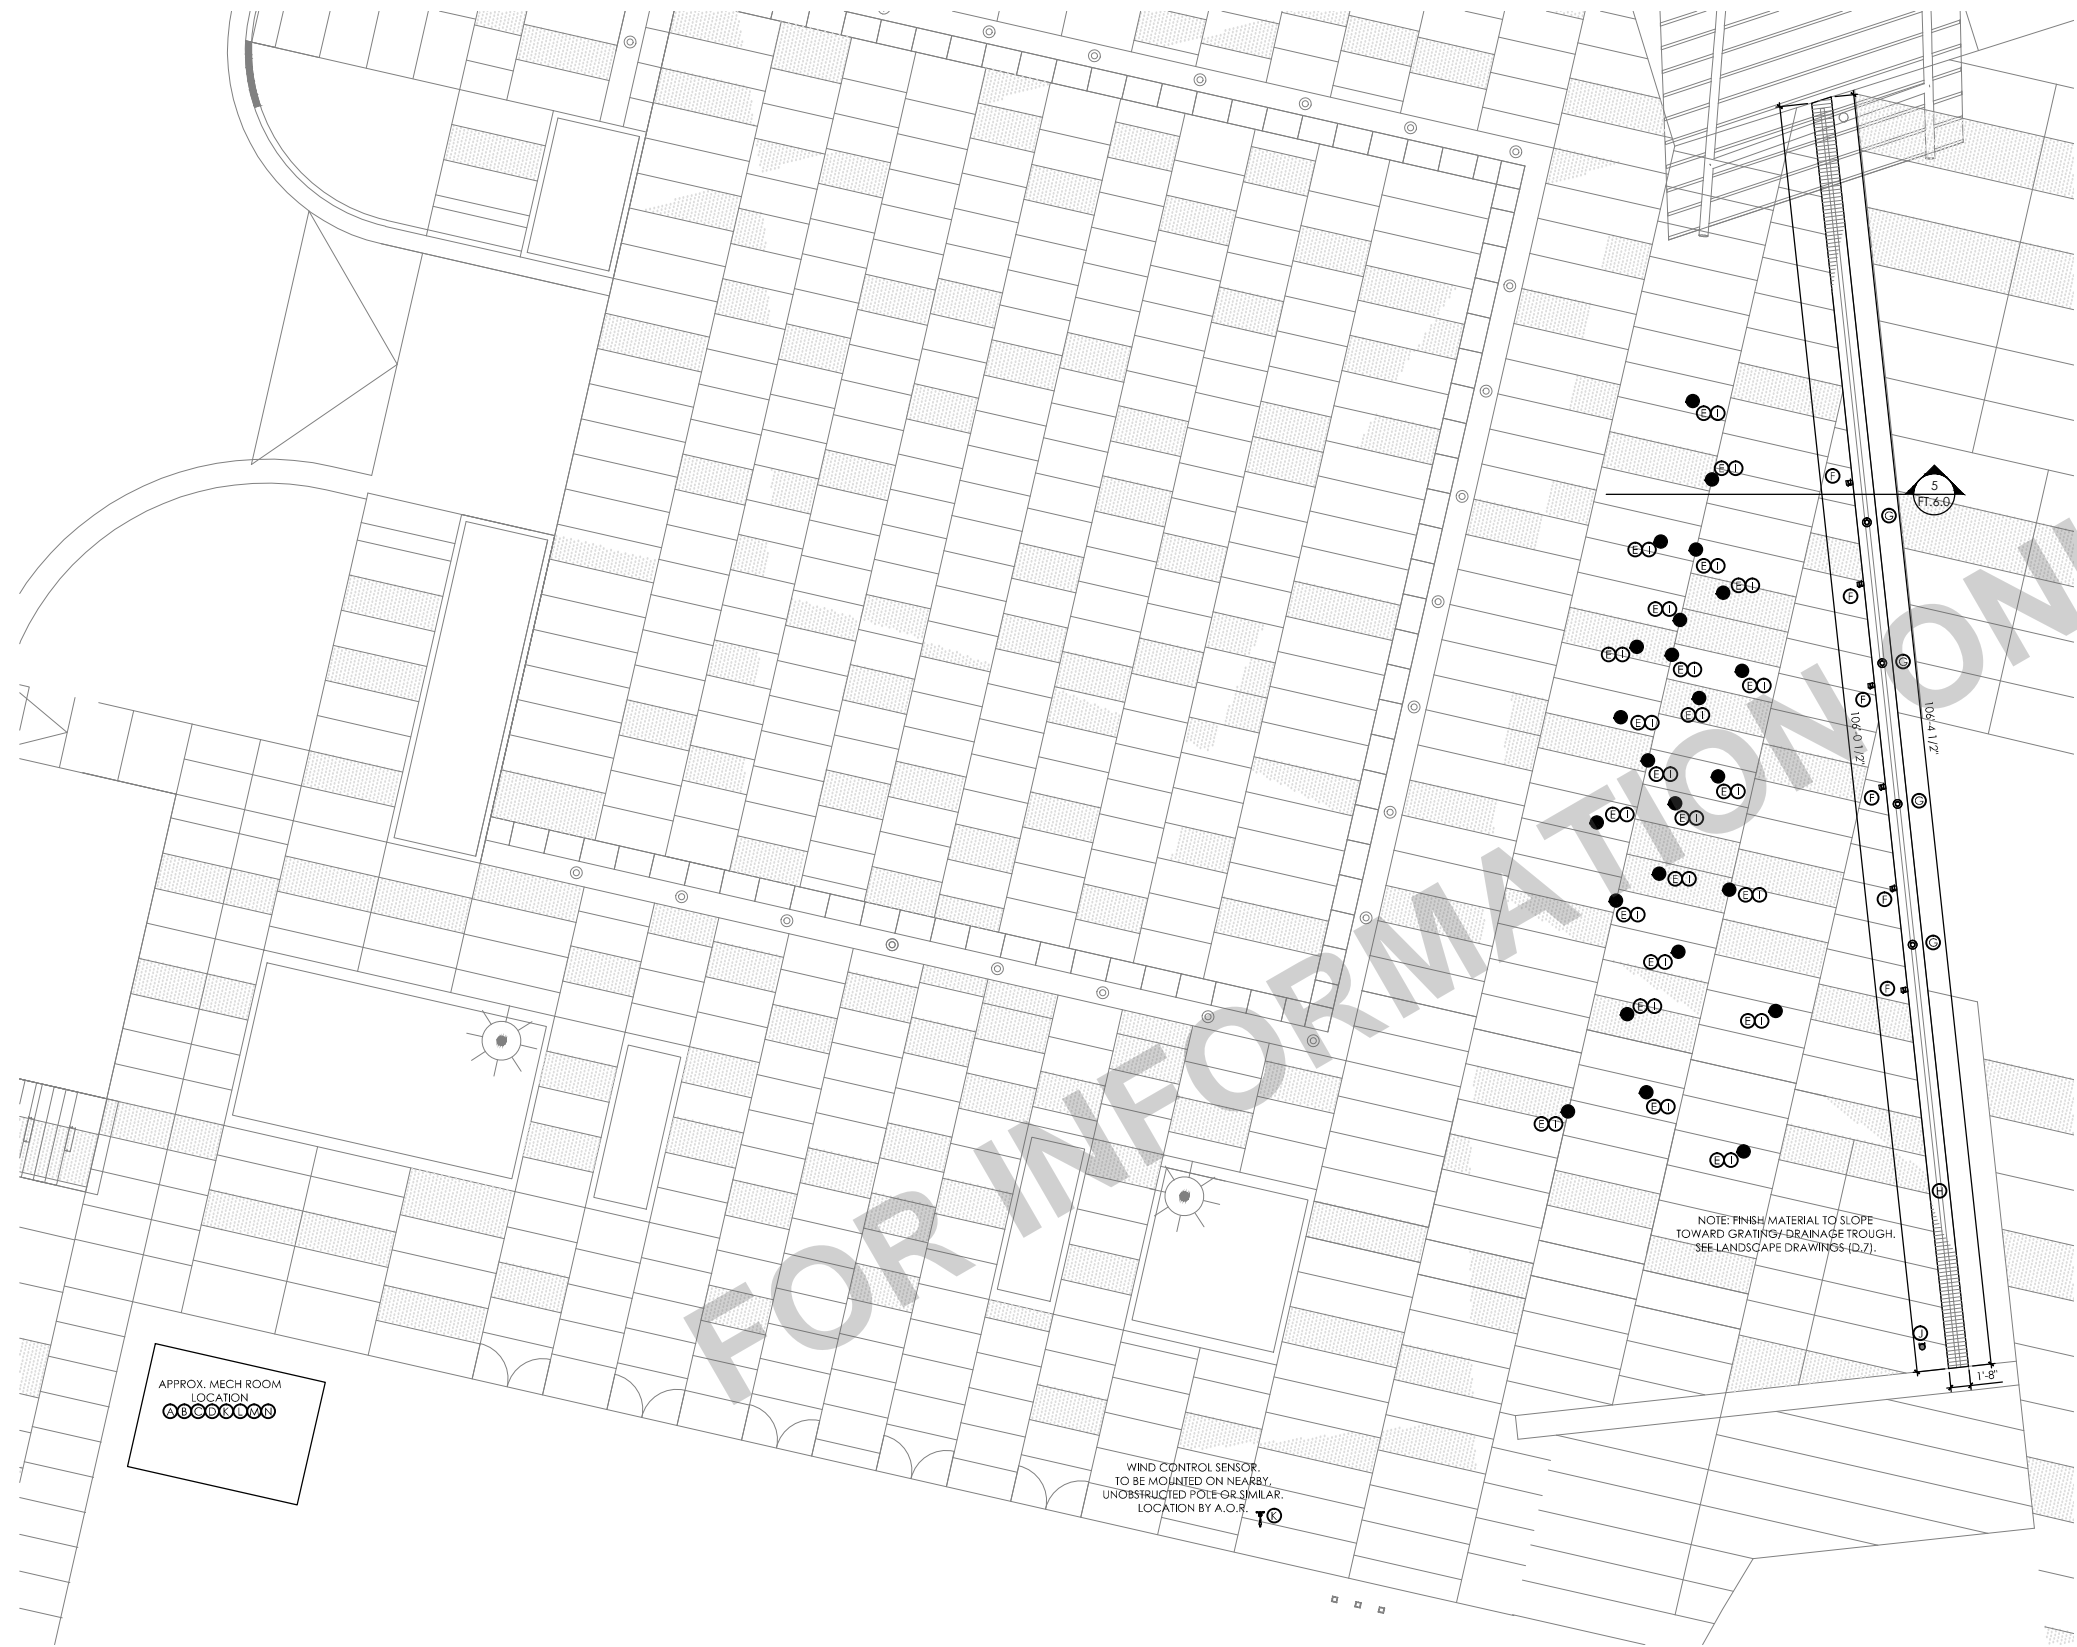 E I
E I
F
5
FT.6.0
G
E I
E I
E I
F
E I
E I
E I
G
E I
F
E I
E I
106'-0 1/2"
106'-4 1/2"
E I
E I
F
G
E I
E I
E I
E I
F
E I
G
E I
F
E I
E I
E I
E I
E I
H
NOTE: FINISH MATERIAL TO SLOPE
TOWARD GRATING/ DRAINAGE TROUGH.
SEE LANDSCAPE DRAWINGS (D.7).
J
1'-8"
FOR INFORMATION ON
APPROX. MECH ROOM
LOCATION
A B C D K L M N
WIND CONTROL SENSOR.
TO BE MOUNTED ON NEARBY,
UNOBSTRUCTED POLE OR SIMILAR.
LOCATION BY A.O.R.
K